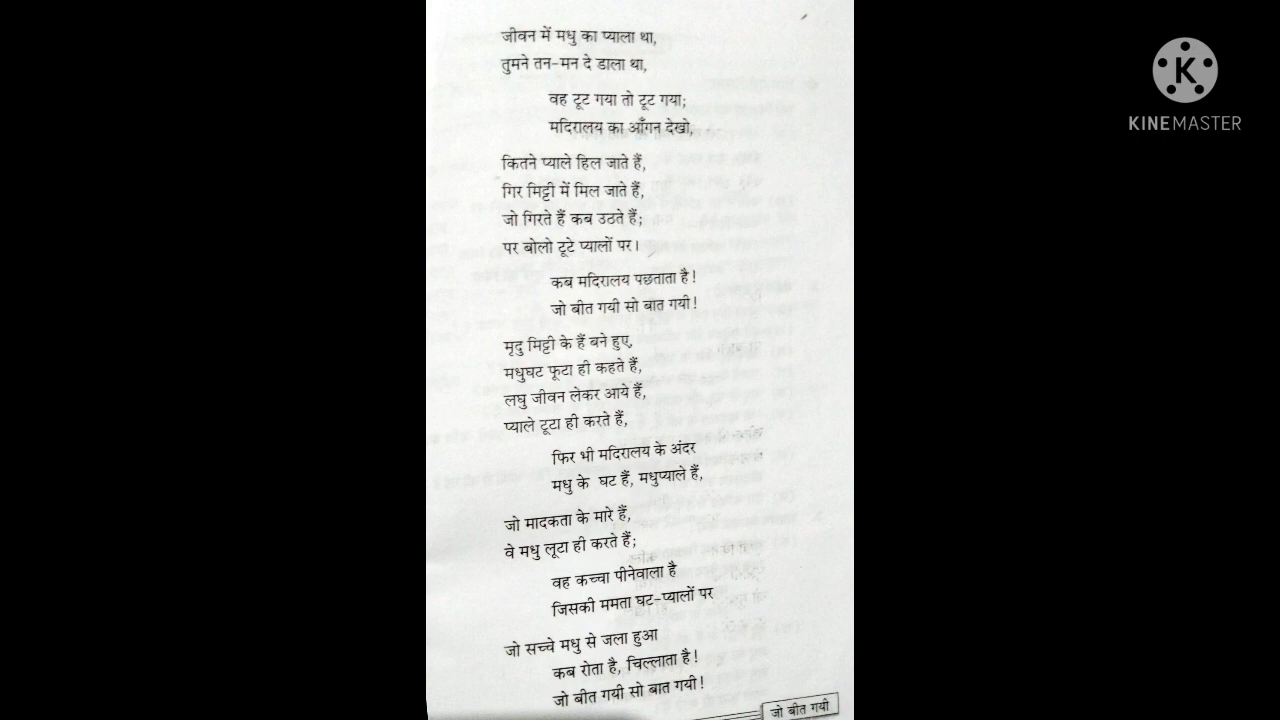 जीवन में मधु का प्याला था,
तुमने तन-मन दे डाला था,
वह टूट गया तो टूट गया;
मदिरालय का आँगन देखो,
कितने प्याले हिल जाते हैं,
गिर मिट्टी में मिल जाते हैं,
जो गिरते हैं कब उठते हैं;
पर बोलो टूटे प्यालों पर।
कब मदिरालय पछताता है!
जो बीत गयी सो बात गयी!
मृदु मिट्टी के हैं बने हुए,
मधुघट फूटा ही कहते हैं,
लघु जीवन लेकर आये हैं,
प्याले टूटा ही करते हैं,
फिर भी मदिरालय के अंदर
मधु के घट हैं, मधुप्याले हैं,
जो मादकता के मारे हैं,
वे मधु लूटा ही करते हैं;
वह कच्चा पीनेवाला है
जिसकी ममता घट-प्यालों पर
जो सच्चे मधु से जला हुआ
कब रोता है, चिल्लाता है!
जो बीत गयी सो बात गयी!
जो बीत गयी
K
KINEMASTER